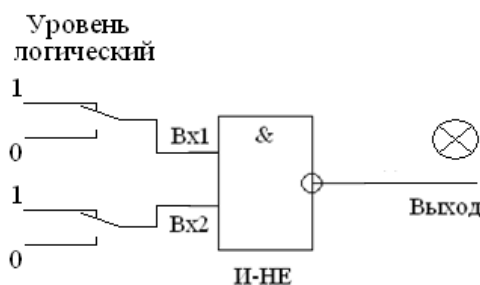 Уровень
логический
1
0
Вх1
&
1
0
Вх2
Выход
И-НЕ